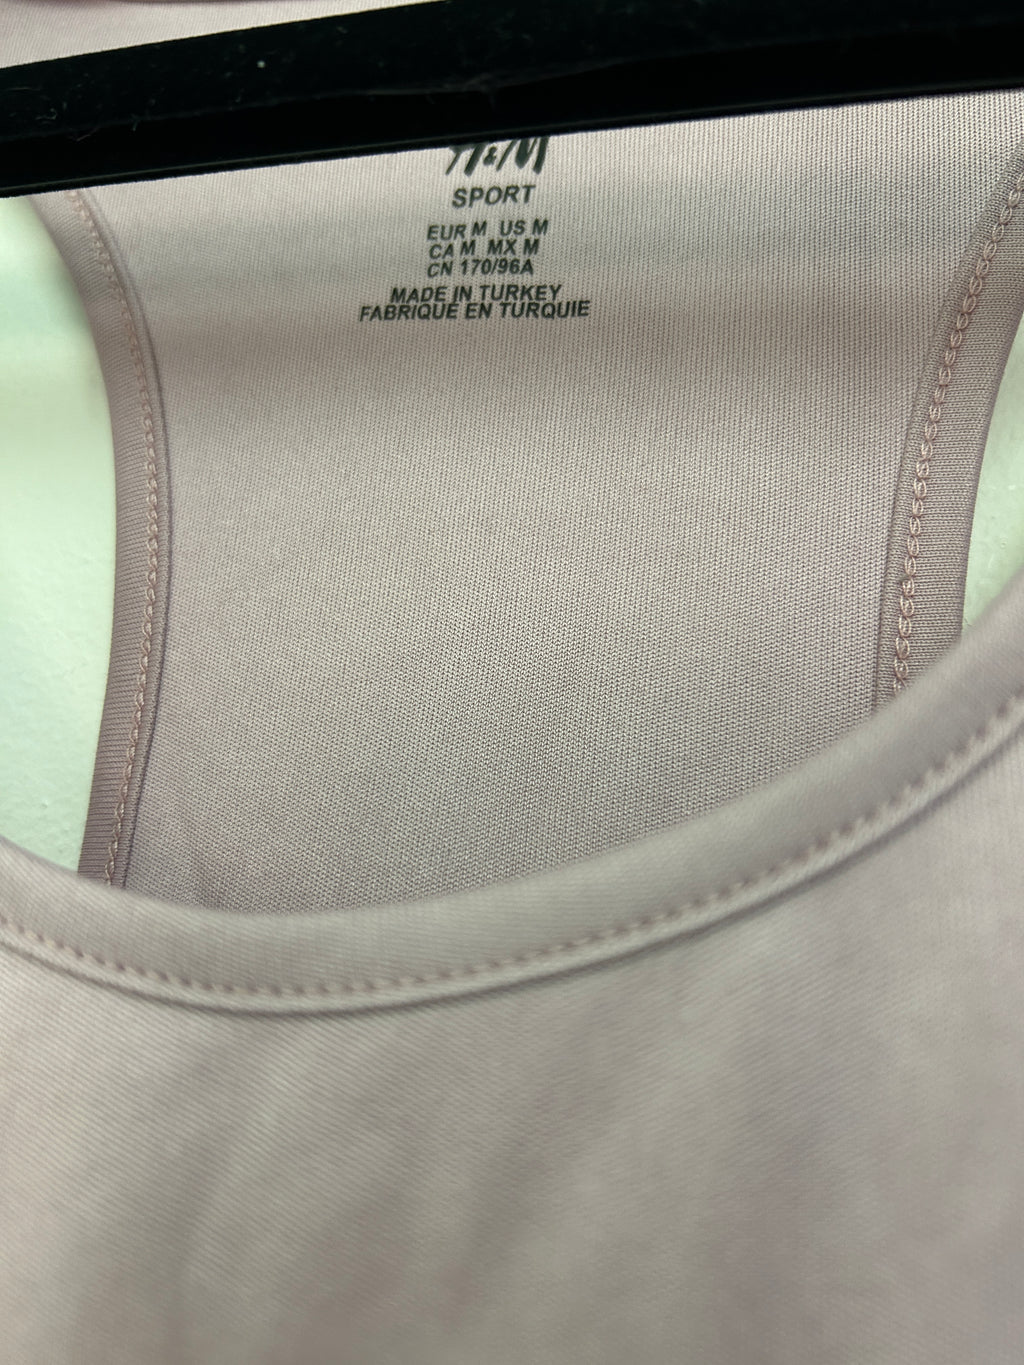 H&M
SPORT
EUR M US M
CA M MX M
CN 170/96A
MADE IN TURKEY
FABRIQUE EN TURQUIE